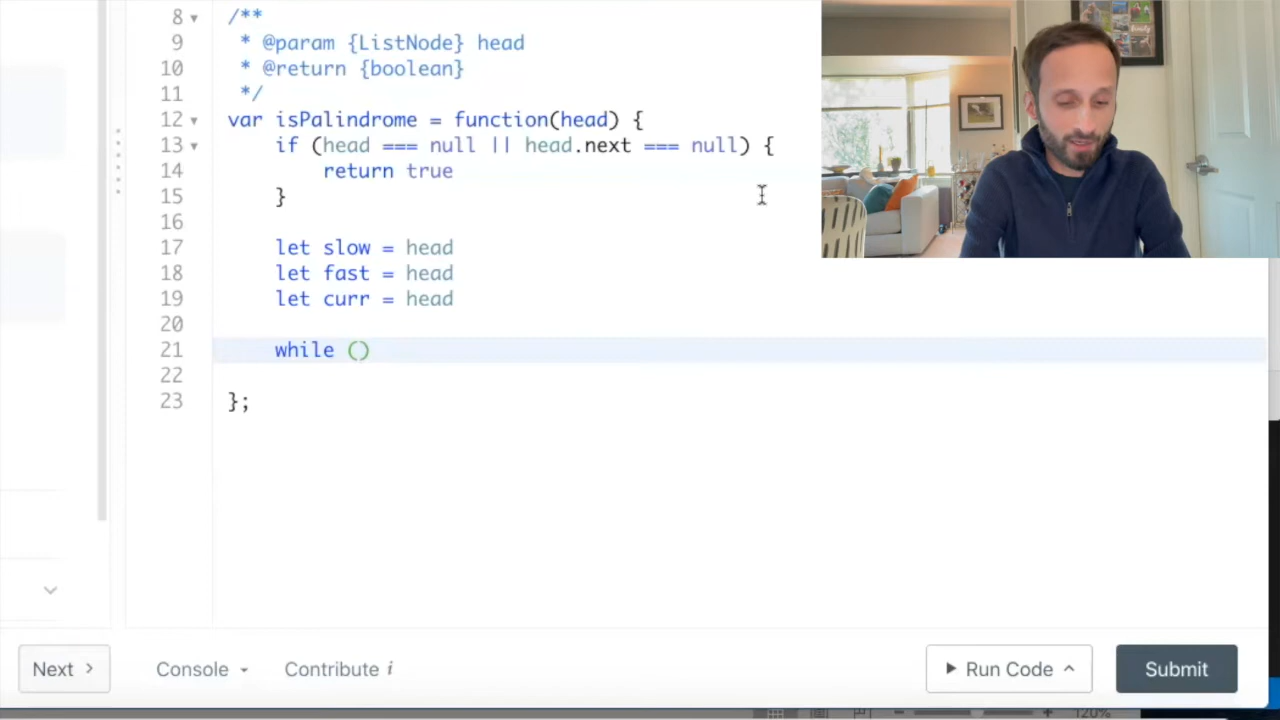 8 /**
9 * @param {ListNode} head
10 * @return {boolean}
11 */
12 var isPalindrome = function(head) {
13 if (head === null || head.next === null) {
14 return true
15 }
16
17 let slow = head
18 let fast = head
19 let curr = head
20
21 while ()
22
23 };
Next
Console
Contribute i
Run Code
Submit
120%